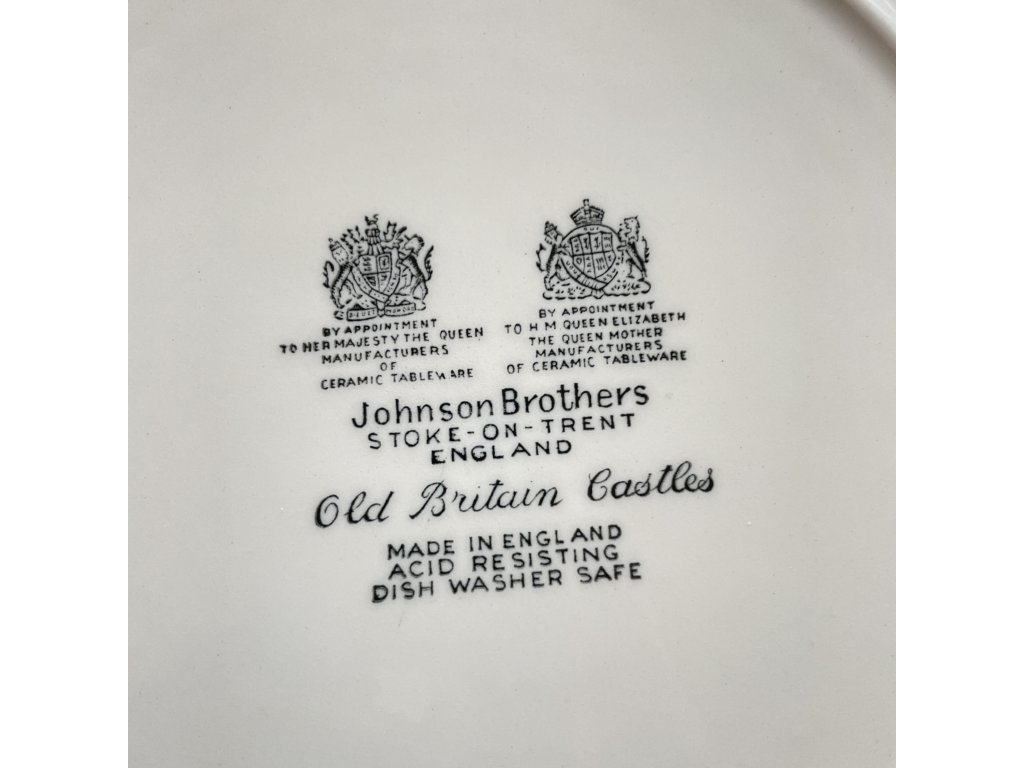 BY APPOINTMENT
TO HER MAJESTY THE QUEEN
MANUFACTURERS
OF
CERAMIC TABLEWARE
BY APPOINTMENT
TO H M QUEEN ELIZABETH
THE QUEEN MOTHER
MANUFACTURERS
OF CERAMIC TABLEWARE
Johnson Brothers
STOKE-ON-TRENT
ENGLAND
Old Britain Castles
MADE IN ENGLAND
ACID RESISTING
DISH WASHER SAFE